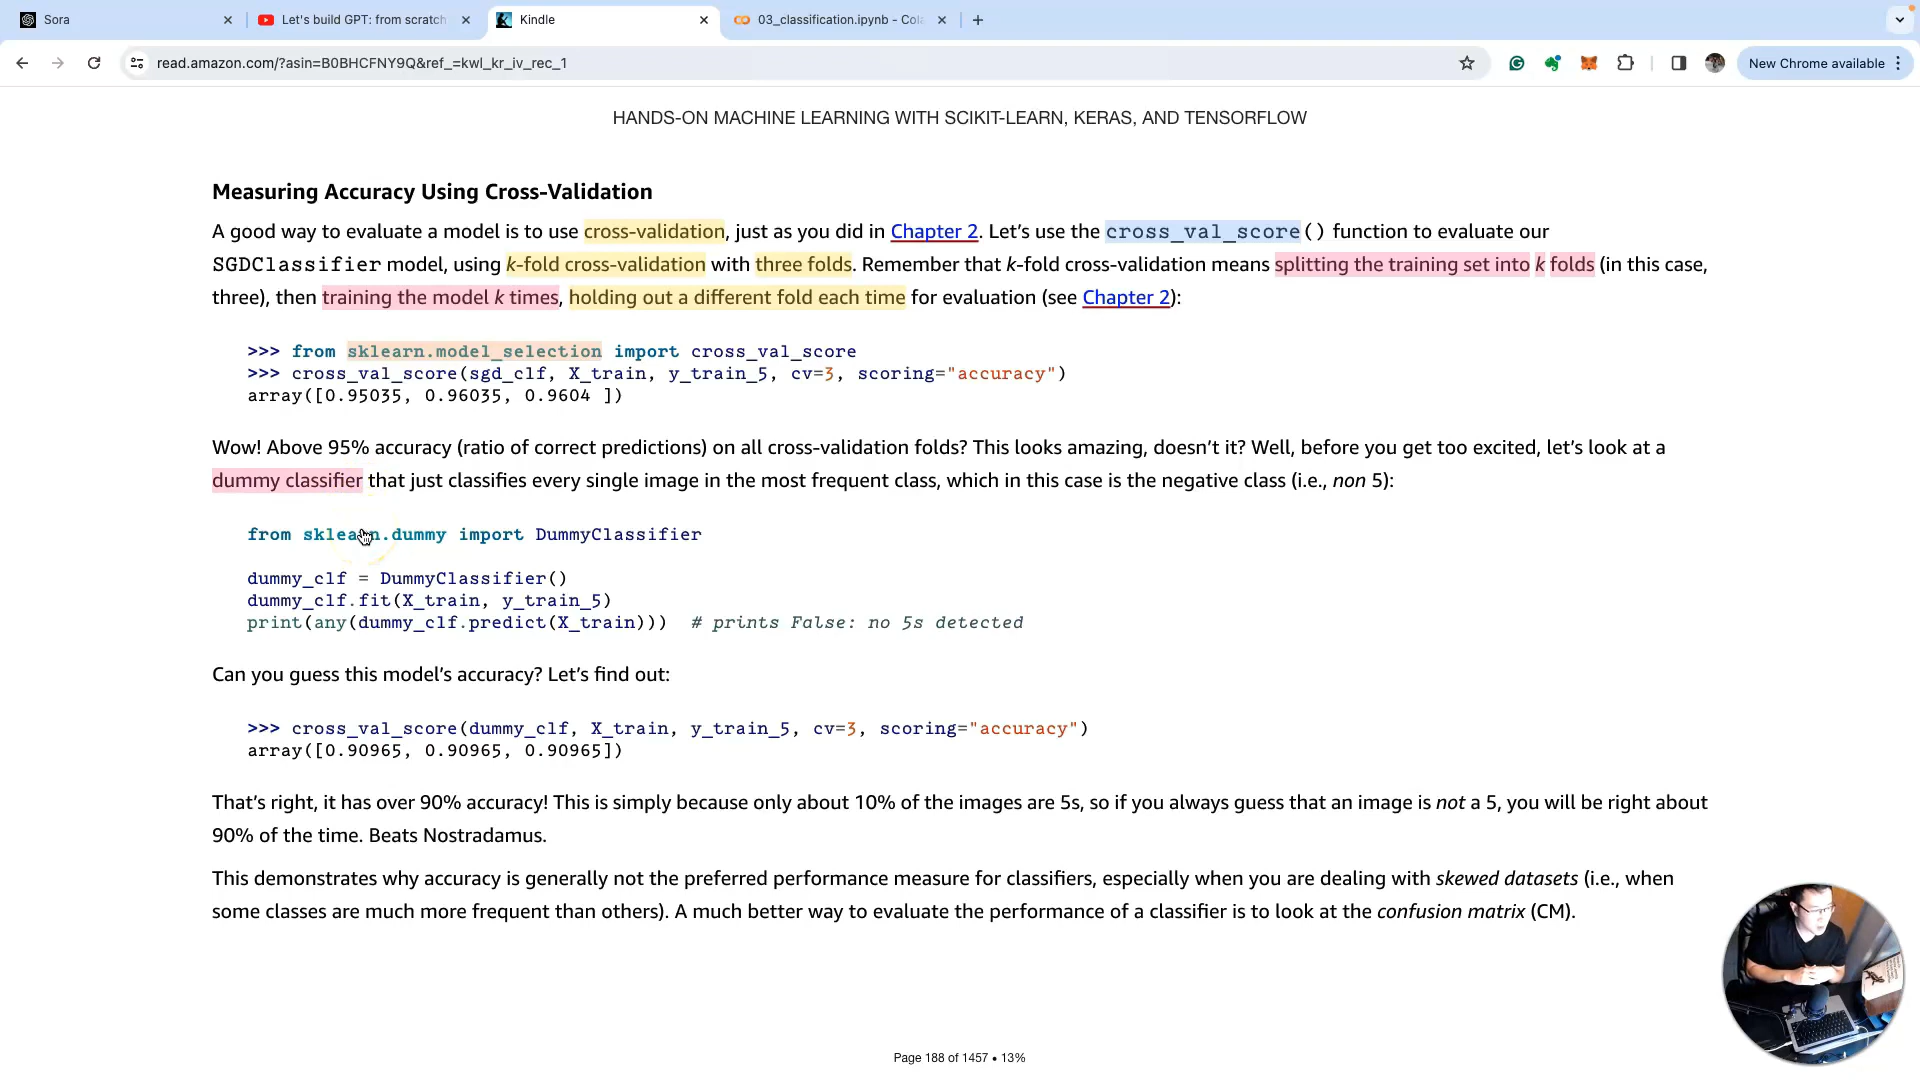 Sora
Let's build GPT: from scratch
Kindle
03_classification.ipynb - Cola
read.amazon.com/?asin=B0BHCFNY9Q&ref_=kwl_kr_iv_rec_1
New Chrome available
HANDS-ON MACHINE LEARNING WITH SCIKIT-LEARN, KERAS, AND TENSORFLOW
Measuring Accuracy Using Cross-Validation
A good way to evaluate a model is to use cross-validation, just as you did in Chapter 2. Let’s use the cross_val_score() function to evaluate our
SGDClassifier model, using k-fold cross-validation with three folds. Remember that k-fold cross-validation means splitting the training set into k folds (in this case,
three), then training the model k times, holding out a different fold each time for evaluation (see Chapter 2):
>>> from sklearn.model_selection import cross_val_score
>>> cross_val_score(sgd_clf, X_train, y_train_5, cv=3, scoring="accuracy")
array([0.95035, 0.96035, 0.9604 ])
Wow! Above 95% accuracy (ratio of correct predictions) on all cross-validation folds? This looks amazing, doesn’t it? Well, before you get too excited, let’s look at a
dummy classifier that just classifies every single image in the most frequent class, which in this case is the negative class (i.e., non 5):
from sklearn.dummy import DummyClassifier
dummy_clf = DummyClassifier()
dummy_clf.fit(X_train, y_train_5)
print(any(dummy_clf.predict(X_train))) # prints False: no 5s detected
Can you guess this model’s accuracy? Let’s find out:
>>> cross_val_score(dummy_clf, X_train, y_train_5, cv=3, scoring="accuracy")
array([0.90965, 0.90965, 0.90965])
That’s right, it has over 90% accuracy! This is simply because only about 10% of the images are 5s, so if you always guess that an image is not a 5, you will be right about
90% of the time. Beats Nostradamus.
This demonstrates why accuracy is generally not the preferred performance measure for classifiers, especially when you are dealing with skewed datasets (i.e., when
some classes are much more frequent than others). A much better way to evaluate the performance of a classifier is to look at the confusion matrix (CM).
Page 188 of 1457 • 13%